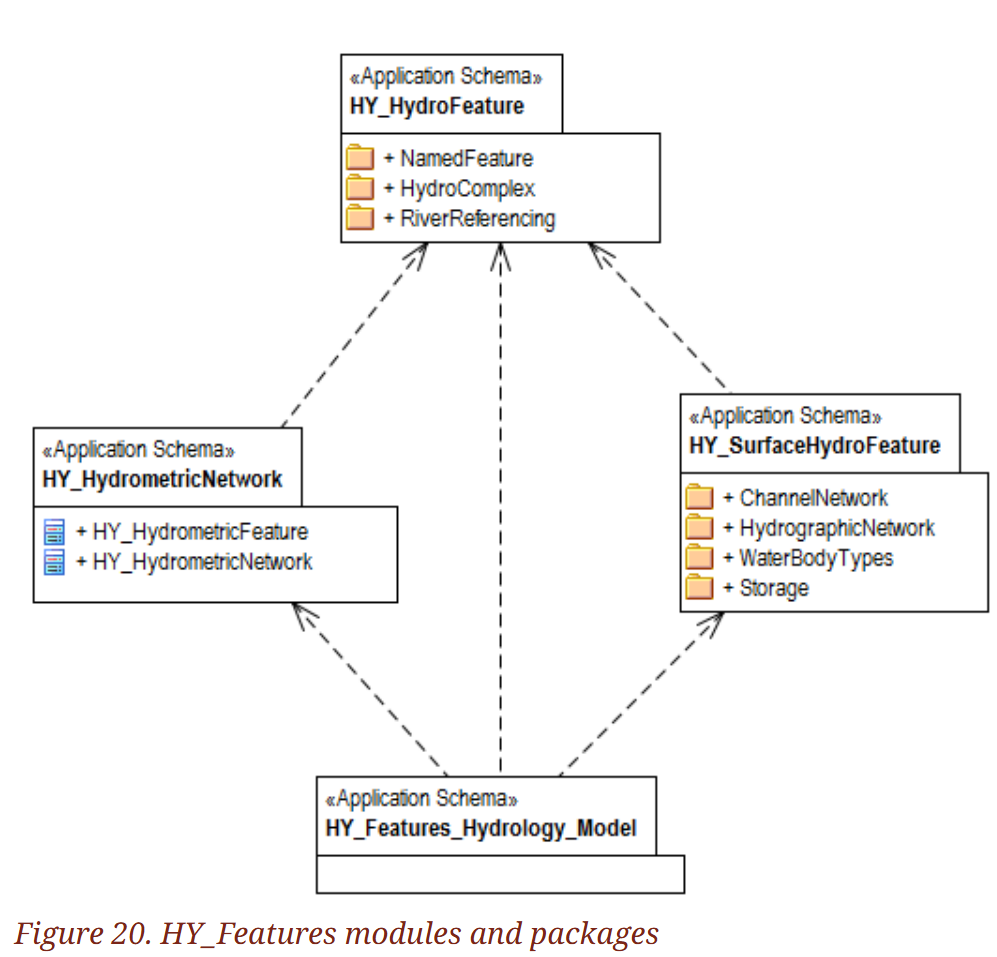 «Application Schema»
HY_HydroFeature
+ NamedFeature
+ HydroComplex
+ RiverReferencing
«Application Schema»
HY_HydrometricNetwork
+ HY_HydrometricFeature
+ HY_HydrometricNetwork
«Application Schema»
HY_SurfaceHydroFeature
+ ChannelNetwork
+ HydrographicNetwork
+ WaterBodyTypes
+ Storage
«Application Schema»
HY_Features_Hydrology_Model
Figure 20. HY_Features modules and packages